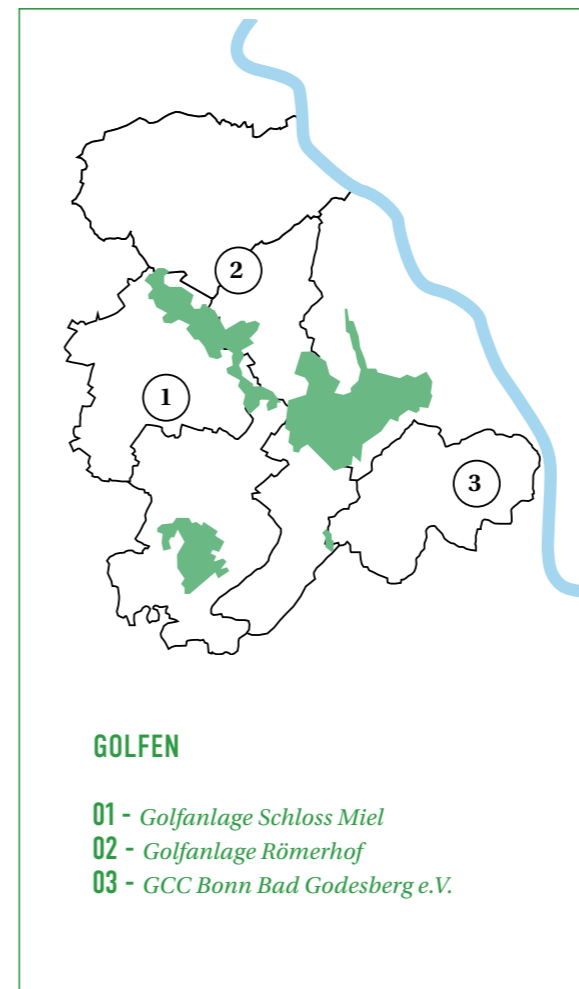 2
1
3
GOLFEN
01 - Golfanlage Schloss Miel
02 - Golfanlage Römerhof
03 - GCC Bonn Bad Godesberg e.V.